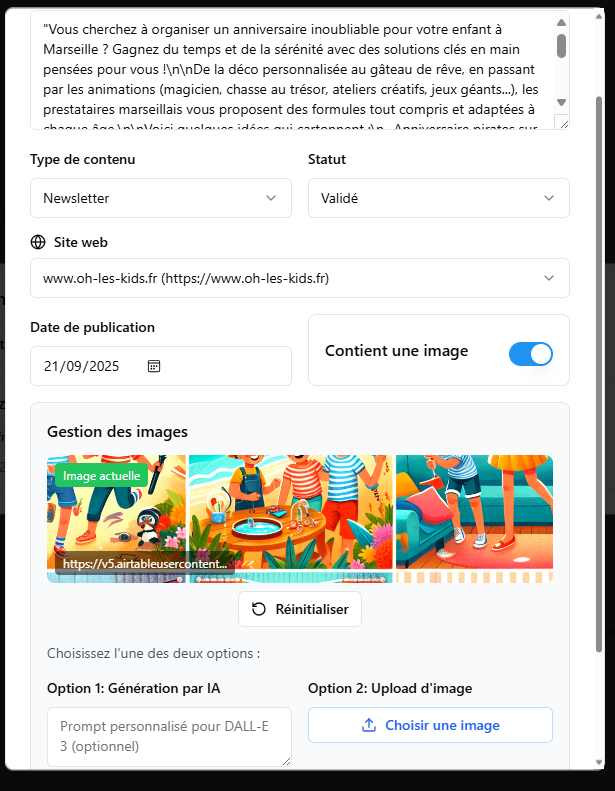 "Vous cherchez à organiser un anniversaire inoubliable pour votre enfant à
Marseille ? Gagnez du temps et de la sérénité avec des solutions clés en main
pensées pour vous !\n\nDe la déco personnalisée au gâteau de rêve, en passant
par les animations (magicien, chasse au trésor, ateliers créatifs, jeux géants...), les
prestataires marseillais vous proposent des formules tout compris et adaptées à
chaque âge.\n\nVoici quelques idées qui cartonnent :\n- Anniversaire pirates sur
Type de contenu
Statut
Newsletter
Validé
Site web
www.oh-les-kids.fr (https://www.oh-les-kids.fr)
Date de publication
Contient une image
21/09/2025
Gestion des images
Image actuelle
https://v5.airtableusercontent...
Réinitialiser
Choisissez l'une des deux options :
Option 1: Génération par IA
Option 2: Upload d'image
Prompt personnalisé pour DALL-E
3 (optionnel)
Choisir une image